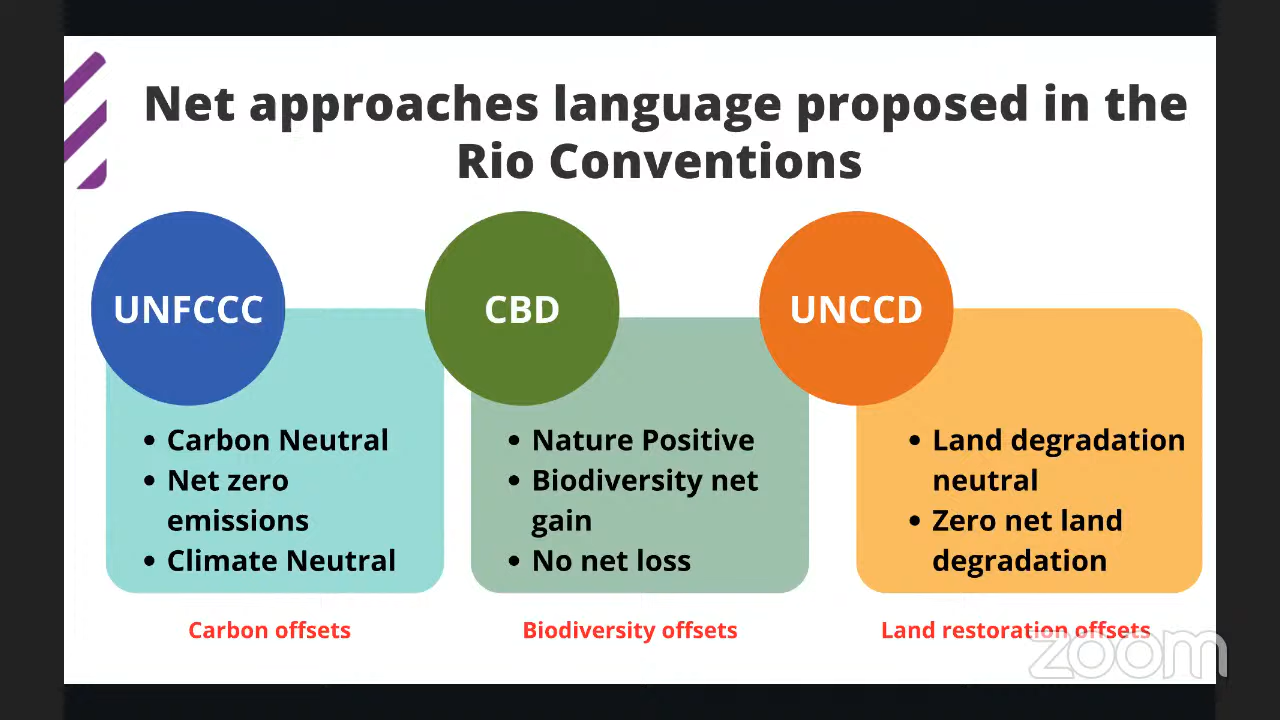 Net approaches language proposed in the
Rio Conventions
UNFCCC
• Carbon Neutral
• Net zero
emissions
• Climate Neutral
Carbon offsets
CBD
• Nature Positive
• Biodiversity net
gain
• No net loss
Biodiversity offsets
UNCCD
• Land degradation
neutral
• Zero net land
degradation
Land restoration offsets
zoom